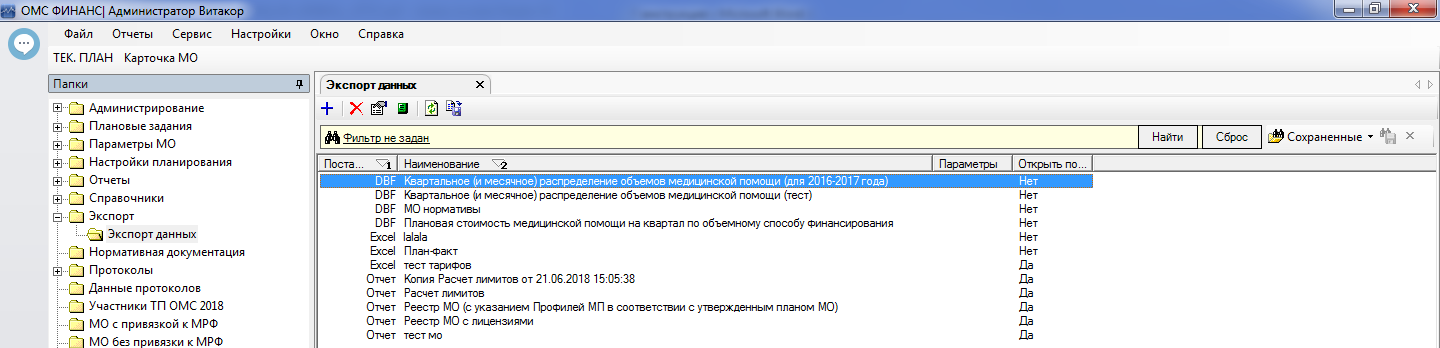 ОМС ФИНАНС| Администратор Витакор
Файл Отчеты Сервис Настройки Окно Справка
ТЕК. ПЛАН Карточка МО
Папки
Администрирование
Плановые задания
Параметры МО
Настройки планирования
Отчеты
Справочники
Экспорт
Экспорт данных
Нормативная документация
Протоколы
Данные протоколов
Участники ТП ОМС 2018
МО с привязкой к МРФ
МО без привязки к МРФ
Экспорт данных
Фильтр не задан Найти Сброс Сохраненные
Поста... 1 Наименование 2 Параметры Открыть по...
DBF Квартальное (и месячное) распределение объемов медицинской помощи (для 2016-2017 года) Нет
DBF Квартальное (и месячное) распределение объемов медицинской помощи (тест) Нет
DBF МО нормативы Нет
DBF Плановая стоимость медицинской помощи на квартал по объемному способу финансирования Нет
Excel lalala Нет
Excel План-Факт Нет
Excel тест тарифов Да
Отчет Копия Расчет лимитов от 21.06.2018 15:05:38 Да
Отчет Расчет лимитов Да
Отчет Реестр МО (с указанием Профилей МП в соответствии с утвержденным планом МО) Да
Отчет Реестр МО с лицензиями Да
Отчет тест мо Да